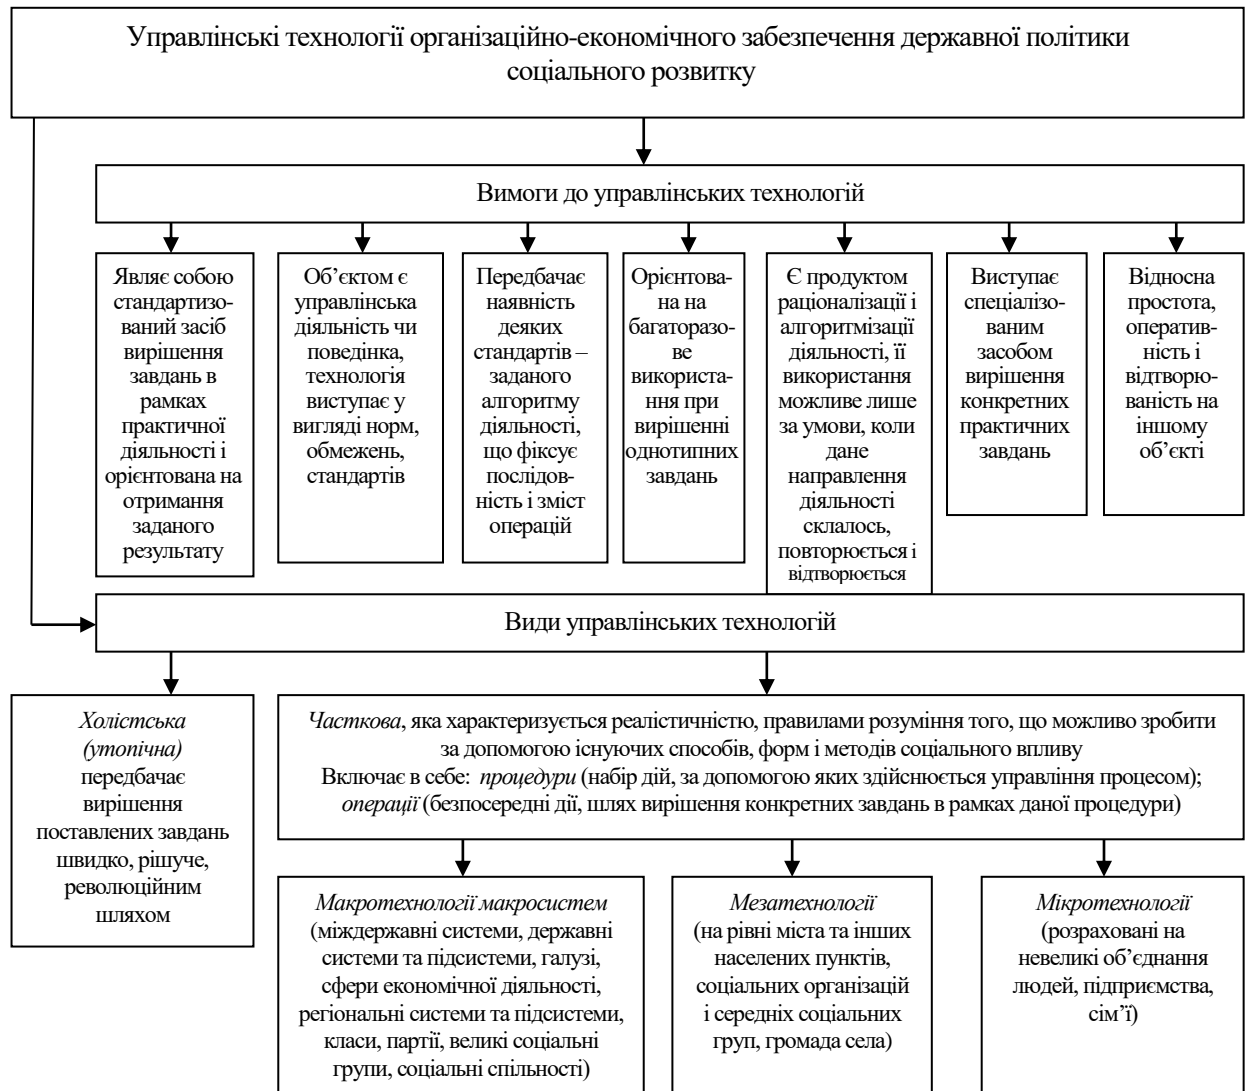 Управлінські технології організаційно-економічного забезпечення державної політики
соціального розвитку
Вимоги до управлінських технологій
Являє собою
стандартизо-
ваний засіб
вирішення
завдань в
рамках
практичної
діяльності і
орієнтована на
отримання
заданого
результату
Об’єктом є
управлінська
діяльність чи
поведінка,
технологія
виступає у
вигляді норм,
обмежень,
стандартів
Передбачає
наявність
деяких
стандартів –
заданого
алгоритму
діяльності,
що фіксує
послідов-
ність і зміст
операцій
Орієнтова-
на на
багаторазо-
ве
використа-
ння при
вирішенні
однотипних
завдань
Є продуктом
раціоналізації і
алгоритмізації
діяльності, її
використання
можливе лише
за умови, коли
дане
направлення
діяльності
склалось,
повторюється і
відтворюється
Виступає
спеціалізо-
ваним
засобом
вирішення
конкретних
практичних
завдань
Відносна
простота,
оператив-
ність і
відтворю-
ваність на
іншому
об’єкті
Види управлінських технологій
Холістська
(утопічна)
передбачає
вирішення
поставлених завдань
швидко, рішуче,
революційним
шляхом
Часткова, яка характеризується реалістичністю, правилами розуміння того, що можливо зробити
за допомогою існуючих способів, форм і методів соціального впливу
Включає в себе: процедури (набір дій, за допомогою яких здійснюється управління процесом);
операції (безпосередні дії, шлях вирішення конкретних завдань в рамках даної процедури)
Макротехнології макросистем
(міждержавні системи, державні
системи та підсистеми, галузі,
сфери економічної діяльності,
регіональні системи та підсистеми,
класи, партії, великі соціальні
групи, соціальні спільності)
Мезатехнології
(на рівні міста та інших
населених пунктів,
соціальних організацій
і середніх соціальних
груп, громада села)
Мікротехнології
(розраховані на
невеликі об’єднання
людей, підприємства,
сім’ї)